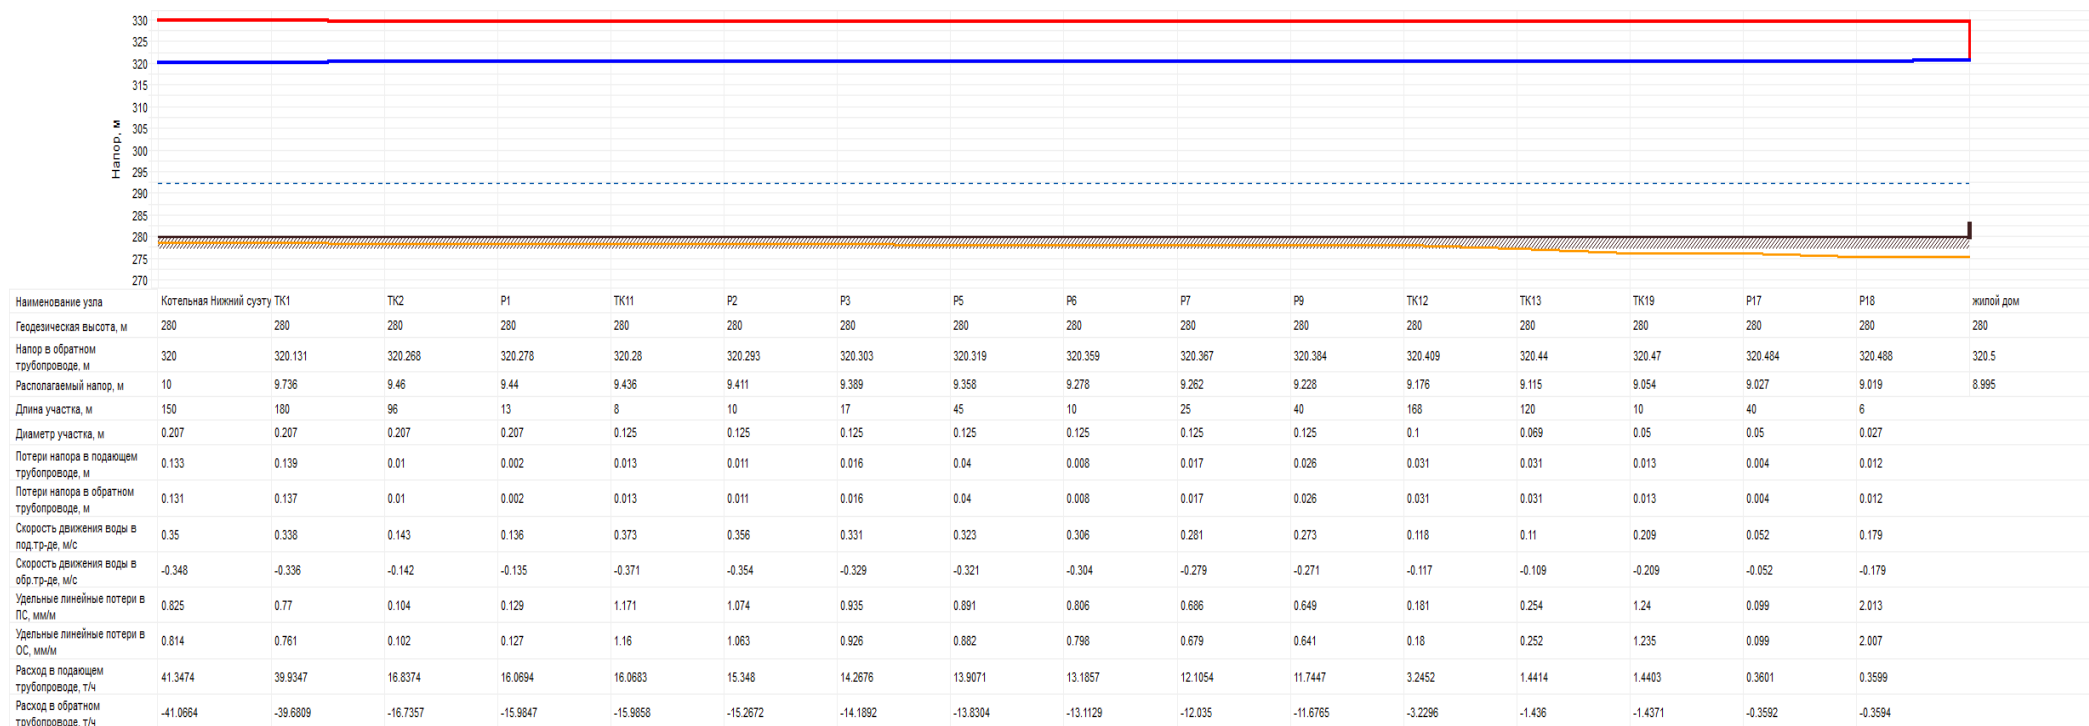 330
325
320
315
310
305
300
295
290
285
280
275
270
Напор, м
Наименование узла Котельная Нижний суэту ТК1 ТК2 Р1 ТК11 Р2 Р3 Р5 Р6 Р7 Р9 ТК12 ТК13 ТК19 Р17 Р18 жилой дом
Геодезическая высота, м 280 280 280 280 280 280 280 280 280 280 280 280 280 280 280 280 280
Напор в обратном
трубопроводе, м 320 320.131 320.268 320.278 320.28 320.293 320.303 320.319 320.359 320.367 320.384 320.409 320.44 320.47 320.484 320.488 320.5
Располагаемый напор, м 10 9.736 9.46 9.44 9.436 9.411 9.389 9.358 9.278 9.262 9.228 9.176 9.115 9.054 9.027 9.019 8.995
Длина участка, м 150 180 96 13 8 10 17 45 10 25 40 168 120 10 40 6
Диаметр участка, м 0.207 0.207 0.207 0.207 0.125 0.125 0.125 0.125 0.125 0.125 0.125 0.1 0.069 0.05 0.05 0.027
Потери напора в подающем
трубопроводе, м 0.133 0.139 0.01 0.002 0.013 0.011 0.016 0.04 0.008 0.017 0.026 0.031 0.031 0.013 0.004 0.012
Потери напора в обратном
трубопроводе, м 0.131 0.137 0.01 0.002 0.013 0.011 0.016 0.04 0.008 0.017 0.026 0.031 0.031 0.013 0.004 0.012
Скорость движения воды в
под.тр-де, м/с 0.35 0.338 0.143 0.136 0.373 0.356 0.331 0.323 0.306 0.281 0.273 0.118 0.11 0.209 0.052 0.179
Скорость движения воды в
обр.тр-де, м/с -0.348 -0.336 -0.142 -0.135 -0.371 -0.354 -0.329 -0.321 -0.304 -0.279 -0.271 -0.117 -0.109 -0.209 -0.052 -0.179
Удельные линейные потери в
ПС, мм/м 0.825 0.77 0.104 0.129 1.171 1.074 0.935 0.891 0.806 0.686 0.649 0.181 0.254 1.24 0.099 2.013
Удельные линейные потери в
ОС, мм/м 0.814 0.761 0.102 0.127 1.16 1.063 0.926 0.882 0.798 0.679 0.641 0.18 0.252 1.235 0.099 2.007
Расход в подающем
трубопроводе, т/ч 41.3474 39.9347 16.8374 16.0694 16.0683 15.348 14.2676 13.9071 13.1857 12.1054 11.7447 3.2452 1.4414 1.4403 0.3601 0.3599
Расход в обратном
трубопроводе, т/ч -41.0664 -39.6809 -16.7357 -15.9847 -15.9858 -15.2672 -14.1892 -13.8304 -13.1129 -12.035 -11.6765 -3.2296 -1.436 -1.4371 -0.3592 -0.3594